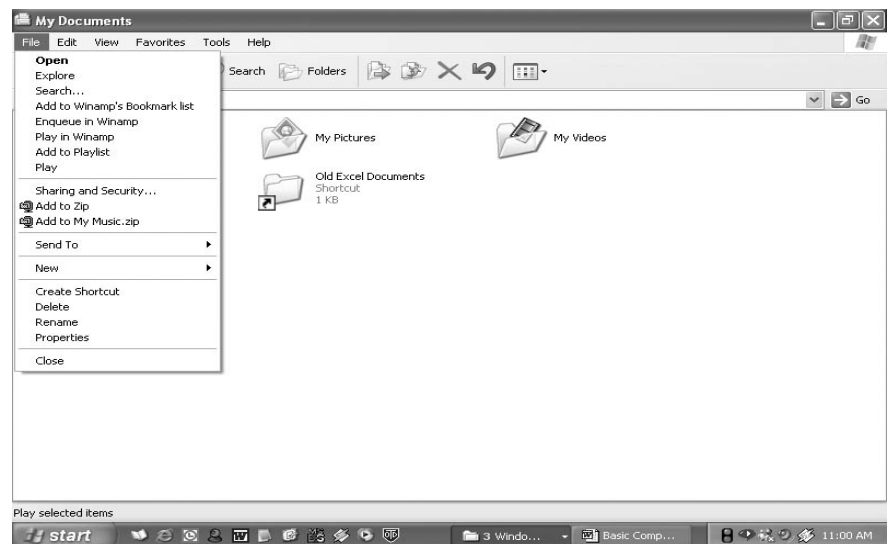 My Documents
File Edit View Favorites Tools Help
Search Folders
Go
Open
Explore
Search...
Add to Winamp's Bookmark list
Enqueue in Winamp
Play in Winamp
Add to Playlist
Play
Sharing and Security...
Add to Zip
Add to My Music.zip
Send To
New
Create Shortcut
Delete
Rename
Properties
Close
My Pictures
My Videos
Old Excel Documents
Shortcut
1 KB
Play selected items
start 3 Windo... Basic Comp... 11:00 AM